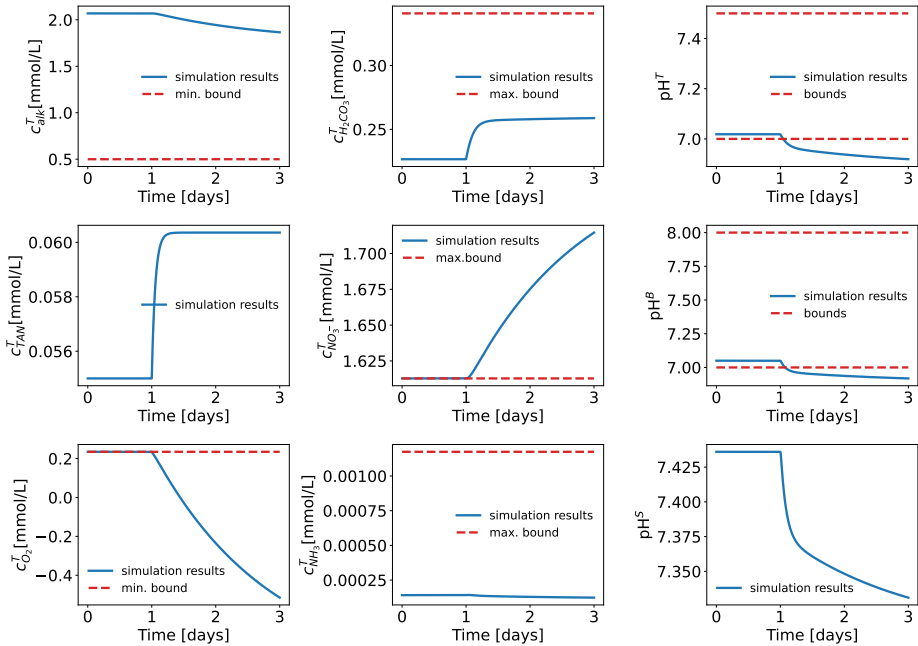 2.0
1.5
1.0
0.5
c^T_alk[mmol/L]
simulation results
min. bound
0 1 2 3
Time [days]
0.30
0.25
c^T_H₂CO₃[mmol/L]
simulation results
max. bound
0 1 2 3
Time [days]
7.4
7.2
7.0
pH^T
simulation results
bounds
0 1 2 3
Time [days]
0.060
0.058
0.056
c^T_TAN[mmol/L]
simulation results
0 1 2 3
Time [days]
1.700
1.675
1.650
1.625
c^T_NO₃⁻[mmol/L]
simulation results
max.bound
0 1 2 3
Time [days]
8.00
7.75
7.50
7.25
7.00
pH^B
simulation results
bounds
0 1 2 3
Time [days]
0.2
0.0
−0.2
−0.4
c^T_O₂[mmol/L]
simulation results
min. bound
0 1 2 3
Time [days]
0.00100
0.00075
0.00050
0.00025
c^T_NH₃[mmol/L]
simulation results
max. bound
0 1 2 3
Time [days]
7.425
7.400
7.375
7.350
pH^S
simulation results
0 1 2 3
Time [days]